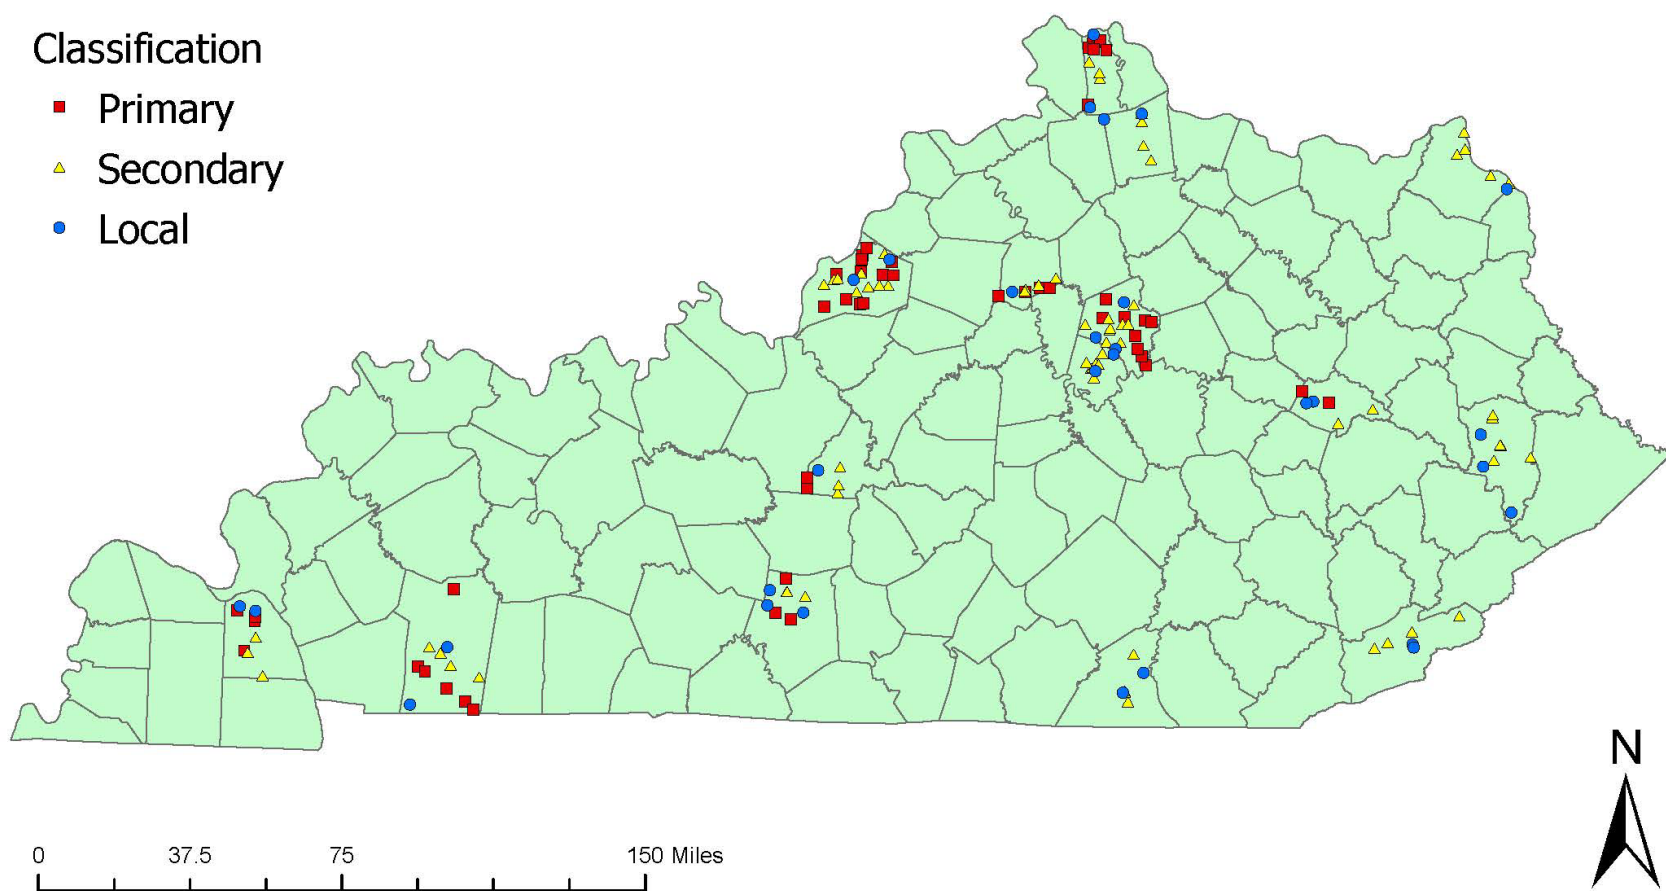 Classification
Primary
Secondary
Local
N
0 37.5 75 150 Miles